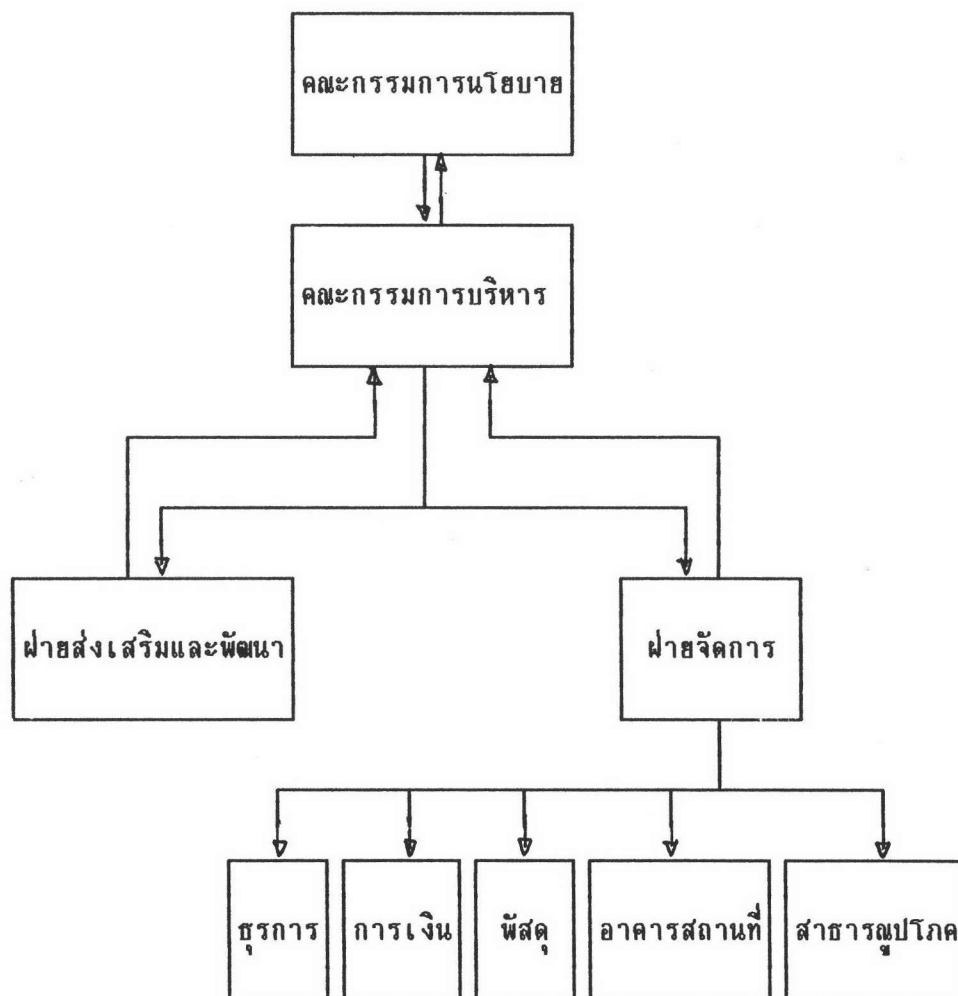 คณะกรรมการนโยบาย
คณะกรรมการบริหาร
ฝ่ายส่งเสริมและพัฒนา
ฝ่ายจัดการ
ธุรการ การเงิน พัสดุ อาคารสถานที่ สาธารณูปโภค